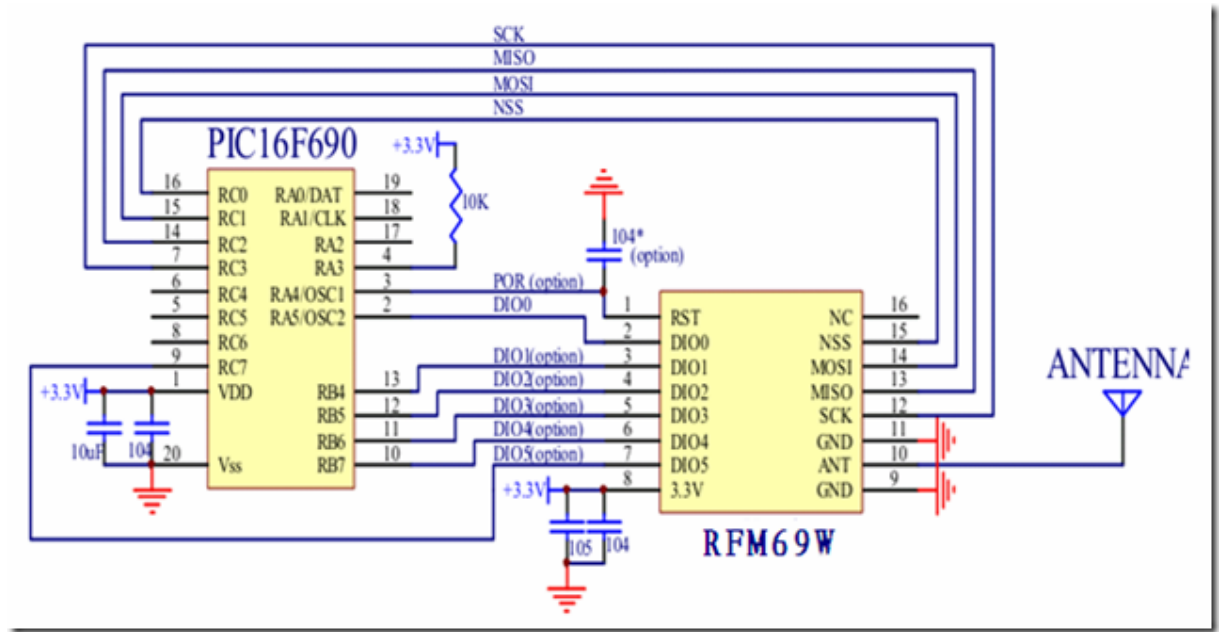 SCK
MISO
MOSI
NSS
PIC16F690
+3.3V
10K
16 RC0 RA0/DAT 19
15 RC1 RA1/CLK 18
14 RC2 RA2 17
7 RC3 RA3 4
6 RC4 RA4/OSC1 3
5 RC5 RA5/OSC2 2
8 RC6
9 RC7
1 VDD RB4 13
RB5 12
RB6 11
20 Vss RB7 10
+3.3V
10uF
104
104*
(option)
POR (option)
DIO0
DIO1(option)
DIO2(option)
DIO3(option)
DIO4(option)
DIO5(option)
1 RST NC 16
2 DIO0 NSS 15
3 DIO1 MOSI 14
4 DIO2 MISO 13
5 DIO3 SCK 12
6 DIO4 GND 11
7 DIO5 ANT 10
8 3.3V GND 9
+3.3V
105
104
RFM69W
ANTENNA